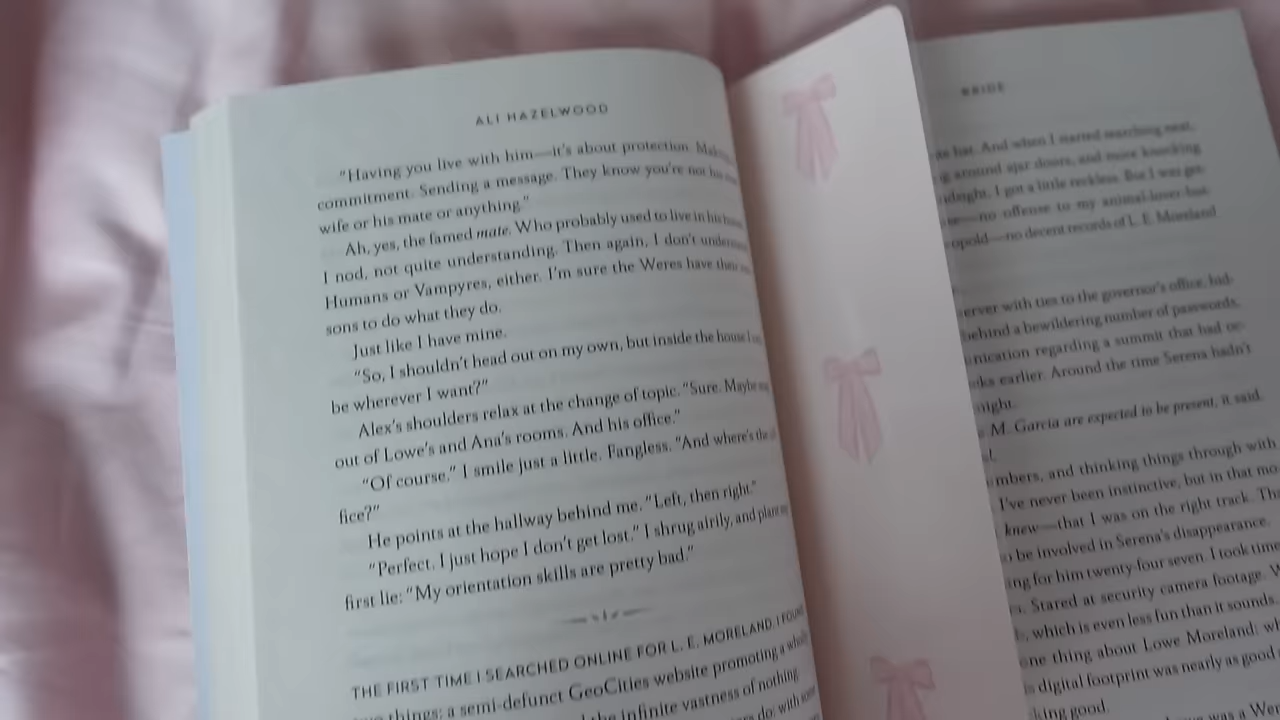 ALI HAZELWOOD
"Having you live with him—it's about protection. Making
commitment. Sending a message. They know you're not his
wife or his mate or anything."
Ah, yes, the famed mate. Who probably used to live in his
I nod, not quite understanding. Then again, I don't
Humans or Vampyres, either. I'm sure the Weres have their
sons to do what they do.
Just like I have mine.
"So, I shouldn't head out on my own, but inside the house I
be wherever I want?"
Alex's shoulders relax at the change of topic. "Sure. Maybe
out of Lowe's and Ana's rooms. And his office."
"Of course." I smile just a little. Fangless. "And where's the
fice?"
He points at the hallway behind me. "Left, then right."
"Perfect. I just hope I don't get lost." I shrug airily, and
first lie: "My orientation skills are pretty bad."
THE FIRST TIME I SEARCHED ONLINE FOR L. E. MORELAND, I FOUND
two things: a semi-defunct GeoCities website promoting a
the infinite vastness of nothing.
BRIDE
hat. And when I started searching next,
around ajar doors, and more knocking
I got a little reckless. But I was
—no offense to my
—no decent records of L. E. Moreland
server with ties to the governor's office, hid-
behind a bewildering number of passwords,
regarding a summit that had
earlier. Around the time Serena hadn't
M. Garcia are expected to be present, it said.
and thinking things through with
I've never been instinctive, but in that
knew—that I was on the right track.
be involved in Serena's disappearance.
for him twenty-four seven. I took time
Stared at security camera footage.
which is even less fun than it sounds.
one thing about Lowe Moreland:
digital footprint was nearly as good
king good.
was a